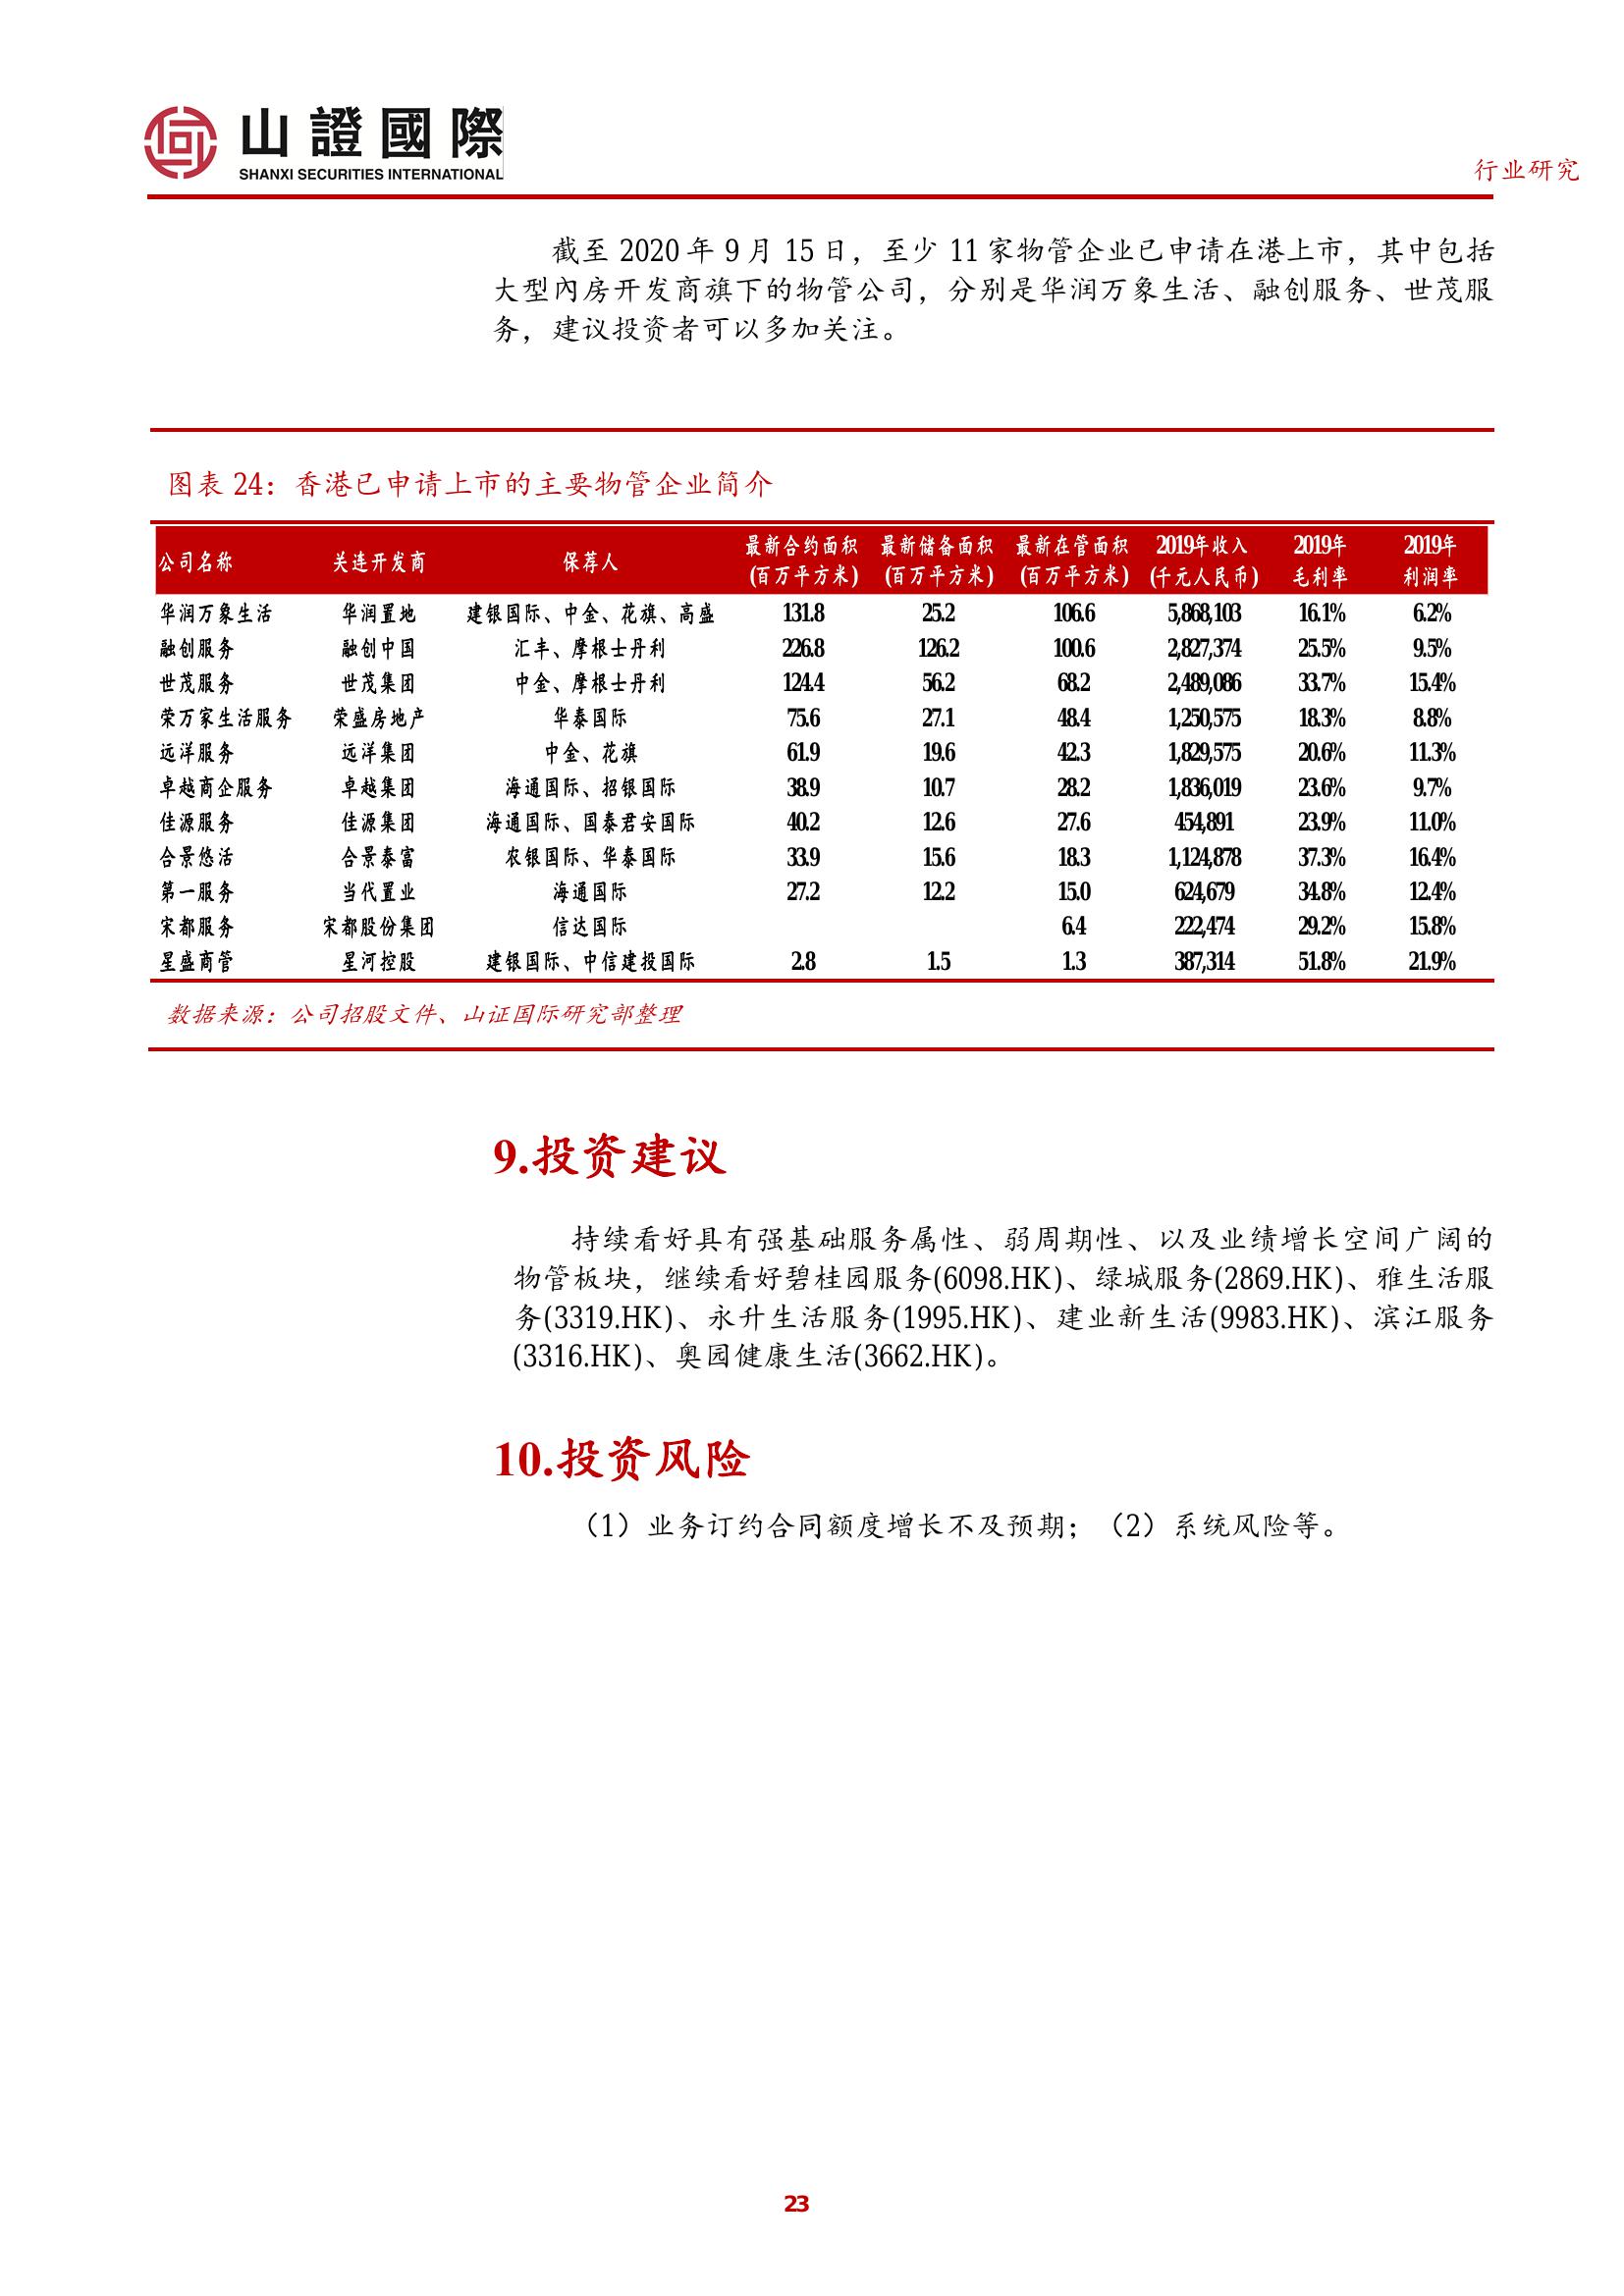 山證國際
SHANXI SECURITIES INTERNATIONAL
行业研究
截至 2020 年 9 月 15 日，至少 11 家物管企业已申请在港上市，其中包括
大型內房开发商旗下的物管公司，分别是华润万象生活、融创服务、世茂服
务，建议投资者可以多加关注。
图表 24：香港已申请上市的主要物管企业简介
公司名称 关连开发商 保荐人 最新合约面积 (百万平方米) 最新储备面积 (百万平方米) 最新在管面积 (百万平方米) 2019年收入 (千元人民币) 2019年 毛利率 2019年 利润率
华润万象生活 华润置地 建银国际、中金、花旗、高盛 131.8 25.2 106.6 5,868,103 16.1% 6.2%
融创服务 融创中国 汇丰、摩根士丹利 226.8 126.2 100.6 2,827,374 25.5% 9.5%
世茂服务 世茂集团 中金、摩根士丹利 124.4 56.2 68.2 2,489,086 33.7% 15.4%
荣万家生活服务 荣盛房地产 华泰国际 75.6 27.1 48.4 1,250,575 18.3% 8.8%
远洋服务 远洋集团 中金、花旗 61.9 19.6 42.3 1,829,575 20.6% 11.3%
卓越商企服务 卓越集团 海通国际、招银国际 38.9 10.7 28.2 1,836,019 23.6% 9.7%
佳源服务 佳源集团 海通国际、国泰君安国际 40.2 12.6 27.6 454,891 23.9% 11.0%
合景悠活 合景泰富 农银国际、华泰国际 33.9 15.6 18.3 1,124,878 37.3% 16.4%
第一服务 当代置业 海通国际 27.2 12.2 15.0 624,679 34.8% 12.4%
宋都服务 宋都股份集团 信达国际 6.4 222,474 29.2% 15.8%
星盛商管 星河控股 建银国际、中信建投国际 2.8 1.5 1.3 387,314 51.8% 21.9%
数据来源：公司招股文件、山证国际研究部整理
9.投资建议
持续看好具有强基础服务属性、弱周期性、以及业绩增长空间广阔的
物管板块，继续看好碧桂园服务(6098.HK)、绿城服务(2869.HK)、雅生活服
务(3319.HK)、永升生活服务(1995.HK)、建业新生活(9983.HK)、滨江服务
(3316.HK)、奥园健康生活(3662.HK)。
10.投资风险
（1）业务订约合同额度增长不及预期；（2）系统风险等。
23